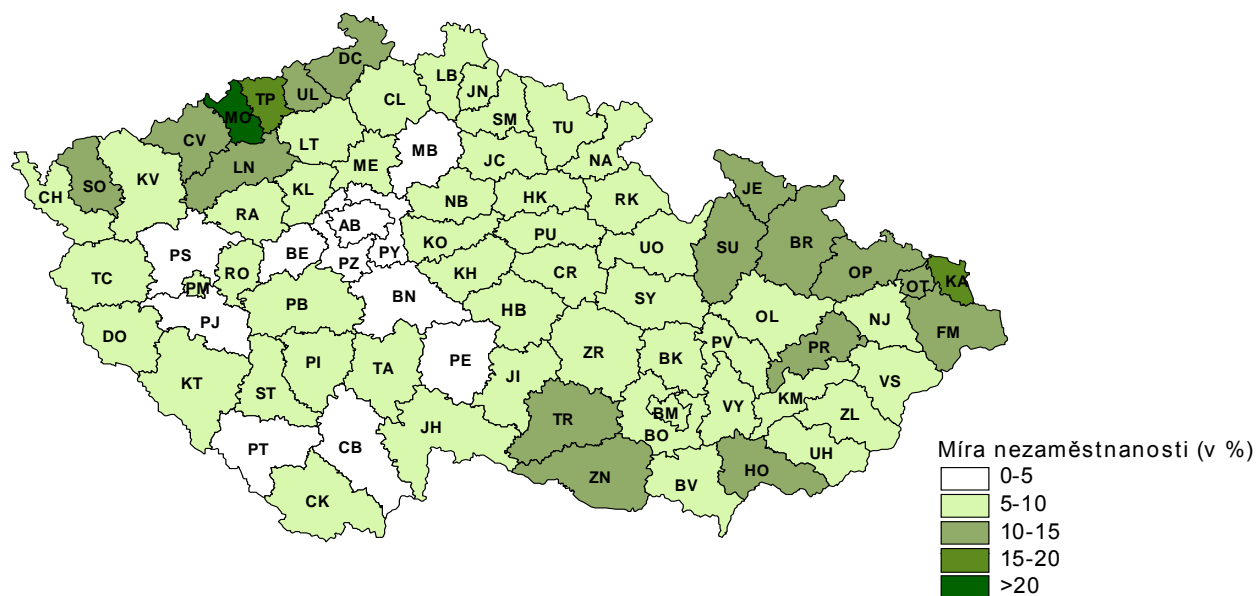 DC
LB
JN
TP
UL
CL
MO
SM
TU
CV
LT
MB
JC
NA
LN
ME
CH
SO
KV
KL
NB
HK
RK
JE
RA
AB
KO
PU
UO
SU
BR
PS
BE
PZ
PY
TC
RO
KH
CR
OP
OT
KA
PM
BN
PB
HB
SY
OL
NJ
FM
PJ
DO
PE
ZR
BK
PV
PR
KT
ST
PI
TA
JI
VS
KM
VY
ZL
TR
BM
JH
BO
UH
PT
CB
ZN
BV
HO
CK
Míra nezaměstnanosti (v %)
0-5
5-10
10-15
15-20
>20